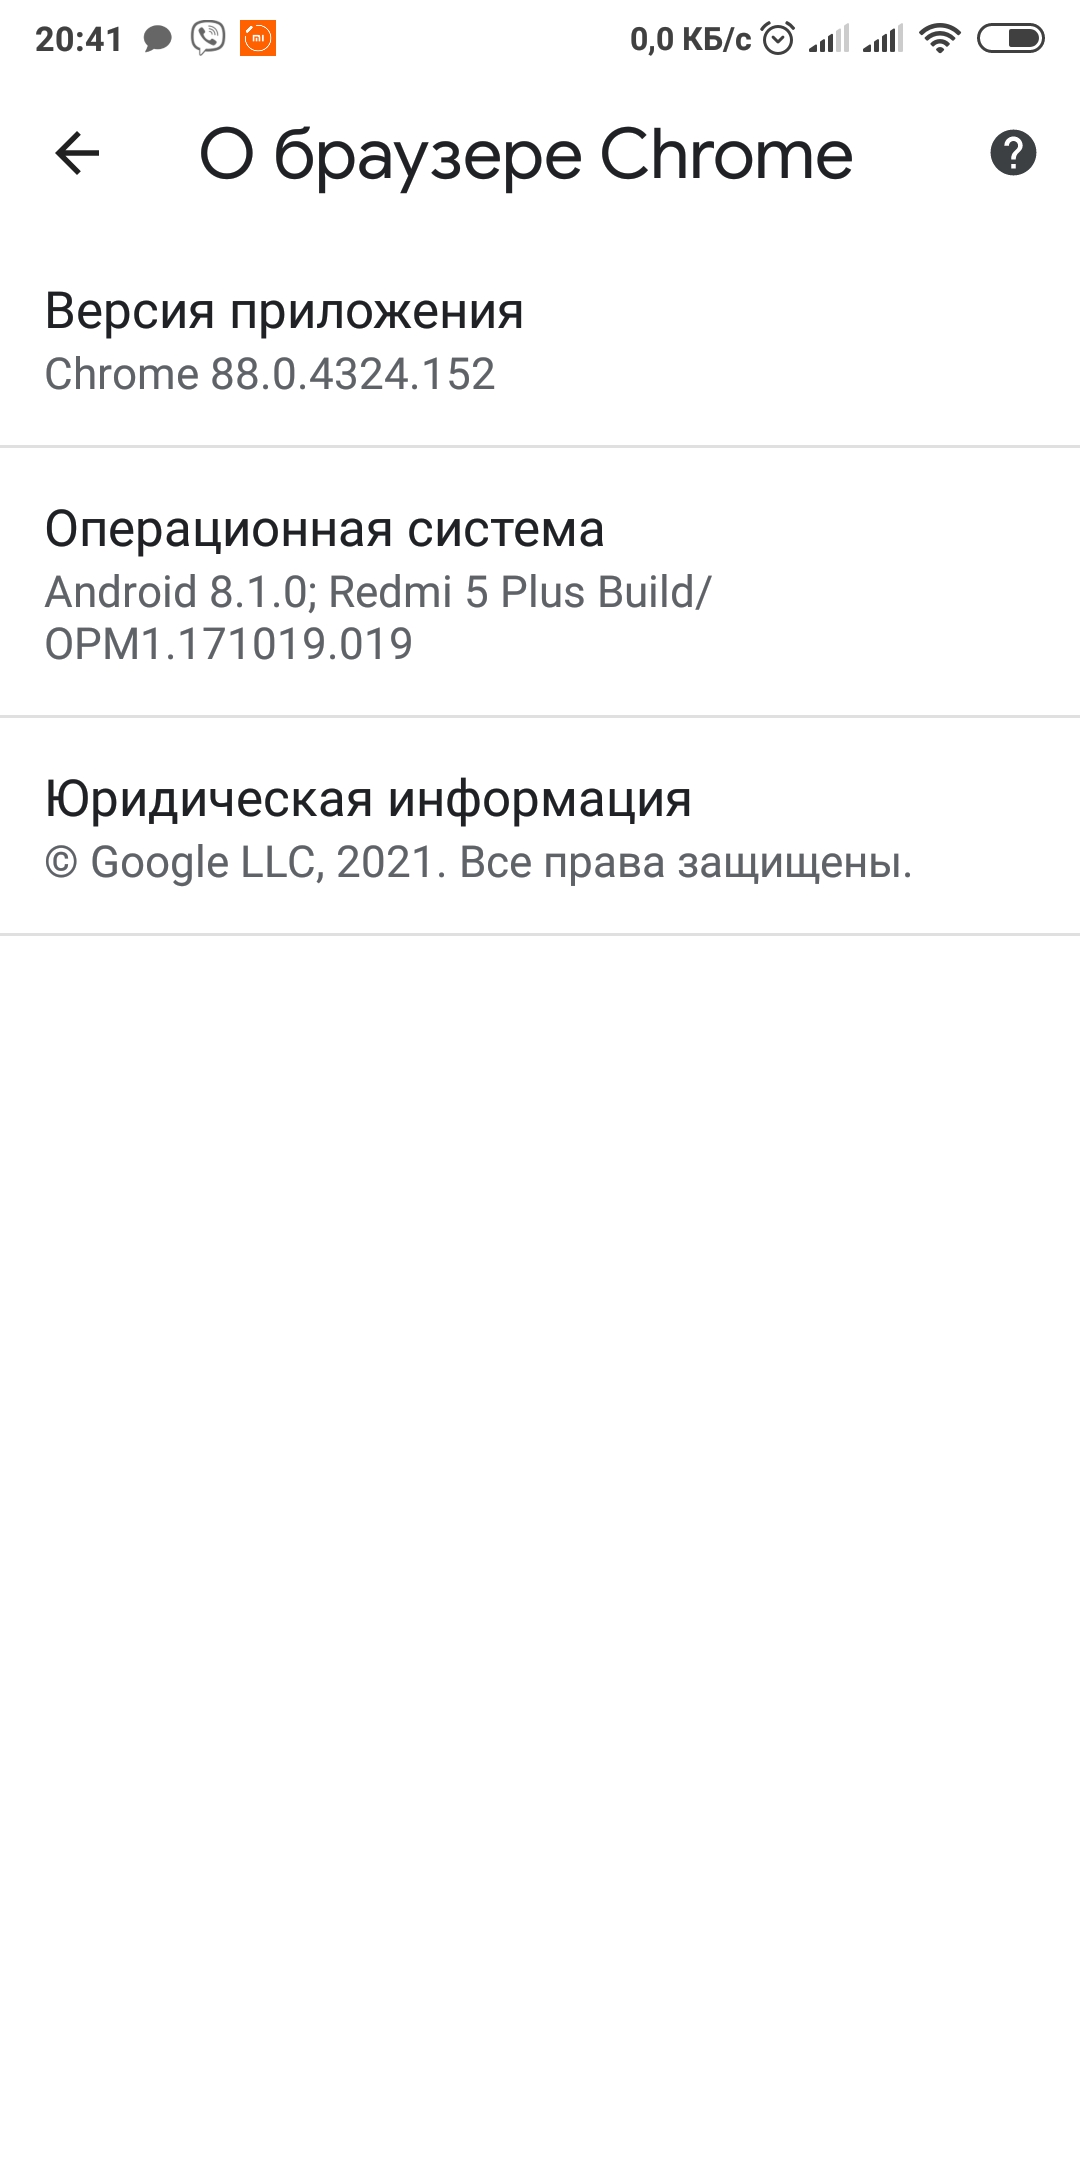 20:41
0,0 КБ/с
О браузере Chrome
Версия приложения
Chrome 88.0.4324.152
Операционная система
Android 8.1.0; Redmi 5 Plus Build/
OPM1.171019.019
Юридическая информация
© Google LLC, 2021. Все права защищены.